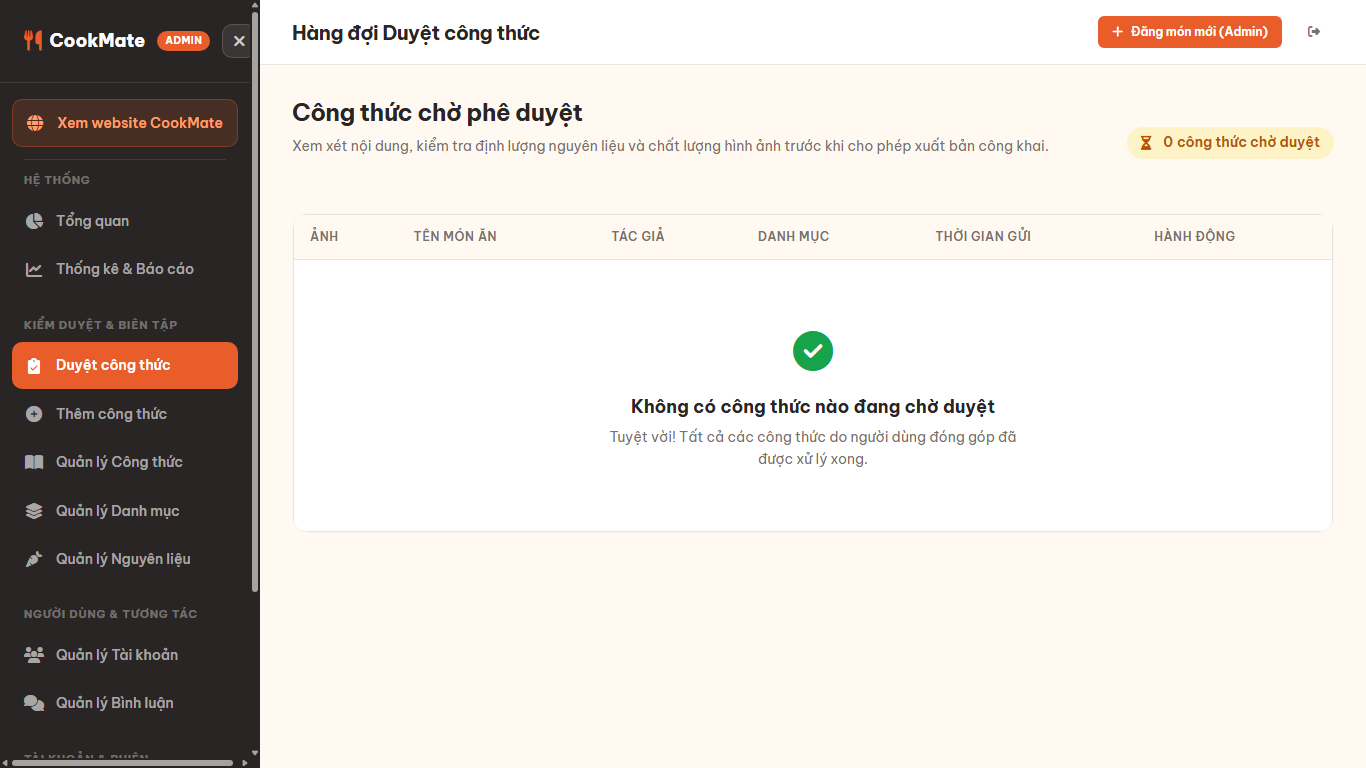 CookMate ADMIN
Xem website CookMate
HỆ THỐNG
Tổng quan
Thống kê & Báo cáo
KIỂM DUYỆT & BIÊN TẬP
Duyệt công thức
Thêm công thức
Quản lý Công thức
Quản lý Danh mục
Quản lý Nguyên liệu
NGƯỜI DÙNG & TƯƠNG TÁC
Quản lý Tài khoản
Quản lý Bình luận
Hàng đợi Duyệt công thức
Đăng món mới (Admin)
Công thức chờ phê duyệt
Xem xét nội dung, kiểm tra định lượng nguyên liệu và chất lượng hình ảnh trước khi cho phép xuất bản công khai.
0 công thức chờ duyệt
ẢNH TÊN MÓN ĂN TÁC GIẢ DANH MỤC THỜI GIAN GỬI HÀNH ĐỘNG
Không có công thức nào đang chờ duyệt
Tuyệt vời! Tất cả các công thức do người dùng đóng góp đã
được xử lý xong.